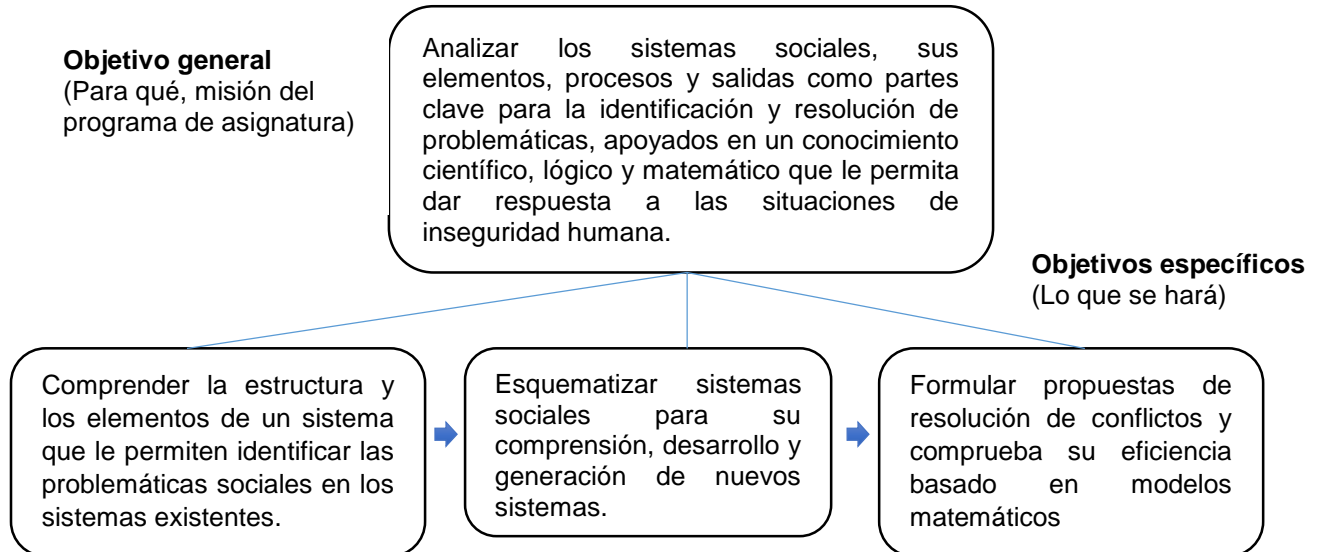 Objetivo general
(Para qué, misión del
programa de asignatura)
Analizar los sistemas sociales, sus
elementos, procesos y salidas como partes
clave para la identificación y resolución de
problemáticas, apoyados en un conocimiento
científico, lógico y matemático que le permita
dar respuesta a las situaciones de
inseguridad humana.
Objetivos específicos
(Lo que se hará)
Comprender la estructura y
los elementos de un sistema
que le permiten identificar las
problemáticas sociales en los
sistemas existentes.
Esquematizar sistemas
sociales para su
comprensión, desarrollo y
generación de nuevos
sistemas.
Formular propuestas de
resolución de conflictos y
comprueba su eficiencia
basado en modelos
matemáticos